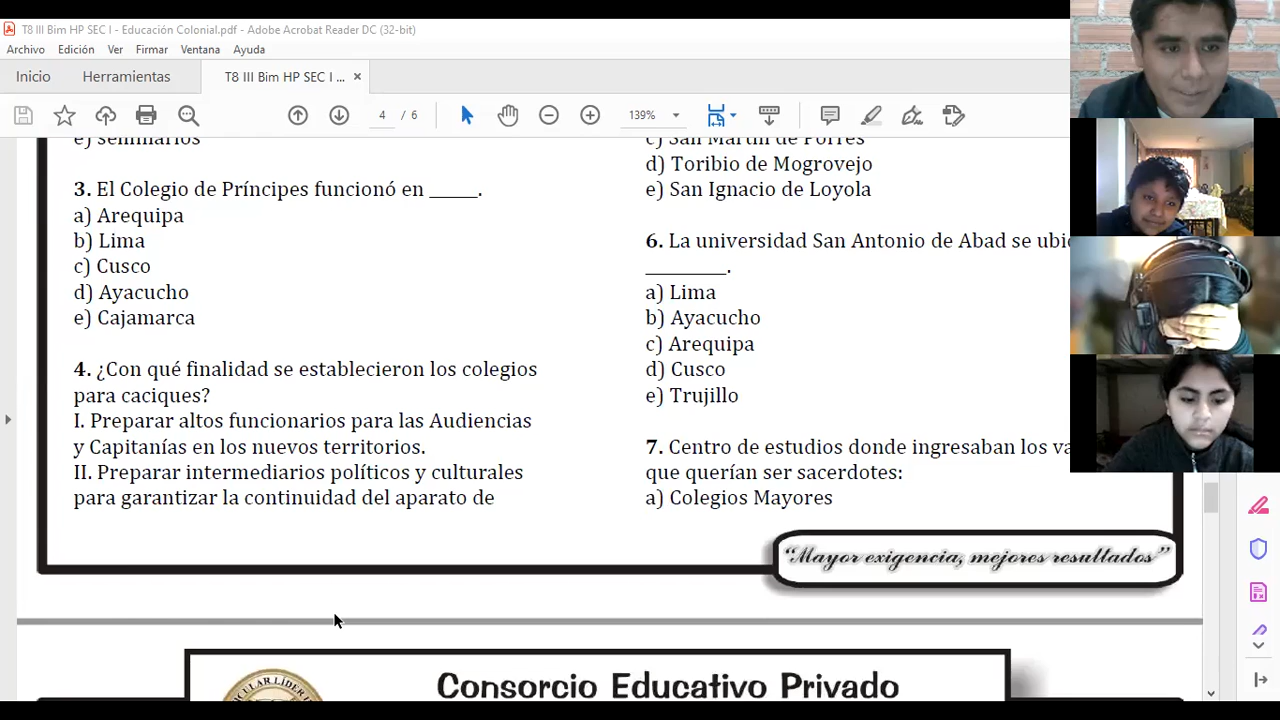 T8 III Bim HP SEC I - Educación Colonial.pdf - Adobe Acrobat Reader DC (32-bit)
Archivo Edición Ver Firmar Ventana Ayuda
Inicio Herramientas T8 III Bim HP SEC I ... ×
4 / 6 139%
e) seminarios
3. El Colegio de Príncipes funcionó en _____.
a) Arequipa
b) Lima
c) Cusco
d) Ayacucho
e) Cajamarca
4. ¿Con qué finalidad se establecieron los colegios
para caciques?
I. Preparar altos funcionarios para las Audiencias
y Capitanías en los nuevos territorios.
II. Preparar intermediarios políticos y culturales
para garantizar la continuidad del aparato de
c) San Martín de Porres
d) Toribio de Mogrovejo
e) San Ignacio de Loyola
6. La universidad San Antonio de Abad se
________.
a) Lima
b) Ayacucho
c) Arequipa
d) Cusco
e) Trujillo
7. Centro de estudios donde ingresaban los
que querían ser sacerdotes:
a) Colegios Mayores
“Mayor exigencia, mejores resultados”
Consorcio Educativo Privado